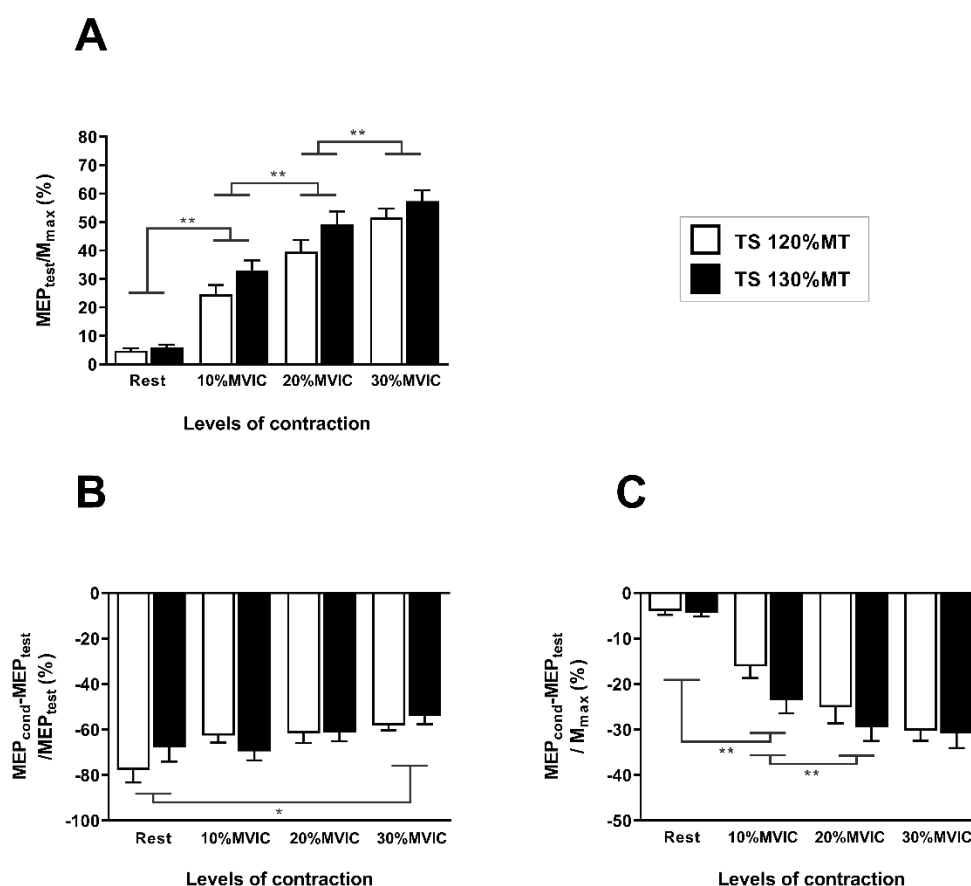 A
MEPtest/Mmax (%)
80
70
60
50
40
30
20
10
0
**
**
**
Rest 10%MVIC 20%MVIC 30%MVIC
Levels of contraction
TS 120%MT
TS 130%MT
B
MEPcond-MEPtest
/MEPtest (%)
0
-20
-40
-60
-80
-100
*
Rest 10%MVIC 20%MVIC 30%MVIC
Levels of contraction
C
MEPcond-MEPtest
/ Mmax (%)
0
-10
-20
-30
-40
-50
**
**
Rest 10%MVIC 20%MVIC 30%MVIC
Levels of contraction